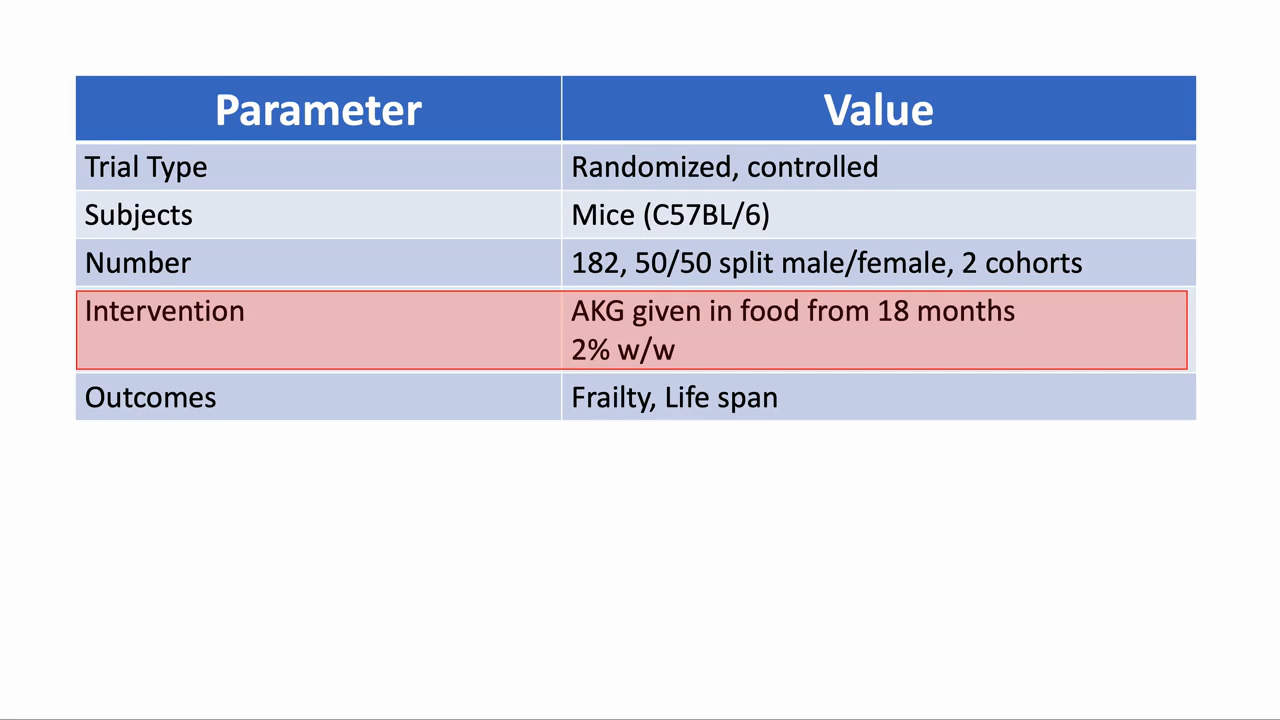 Parameter Value
Trial Type Randomized, controlled
Subjects Mice (C57BL/6)
Number 182, 50/50 split male/female, 2 cohorts
Intervention AKG given in food from 18 months
2% w/w
Outcomes Frailty, Life span